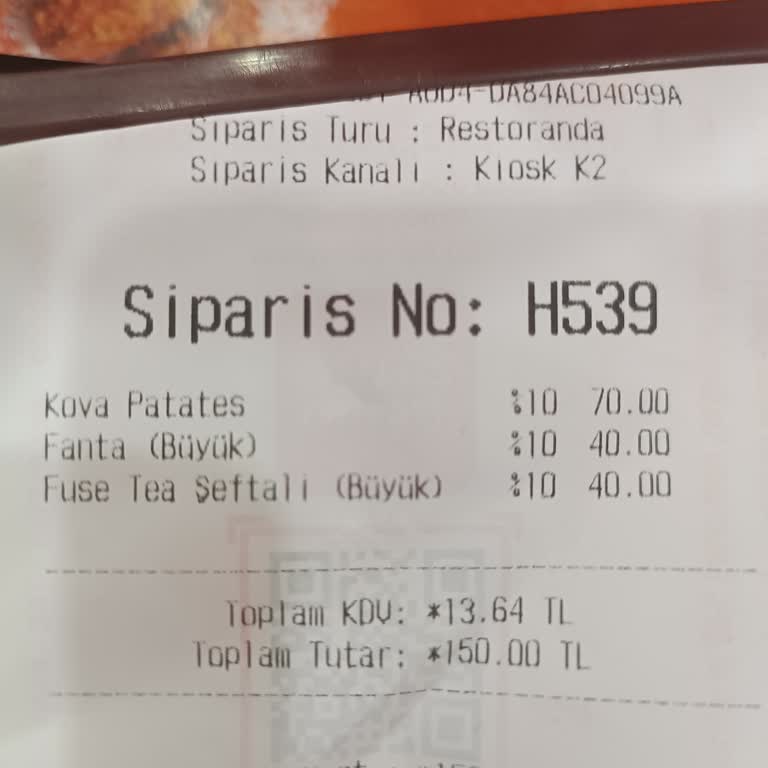 DA84AC04099A
Siparis Turu : Restoranda
Siparis Kanali : Kiosk K2
Siparis No: H539
Kova Patates %10 70.00
Fanta (Büyük) %10 40.00
Fuse Tea Şeftali (Büyük) %10 40.00
Toplam KDV: *13.64 TL
Toplam Tutar: *150.00 TL